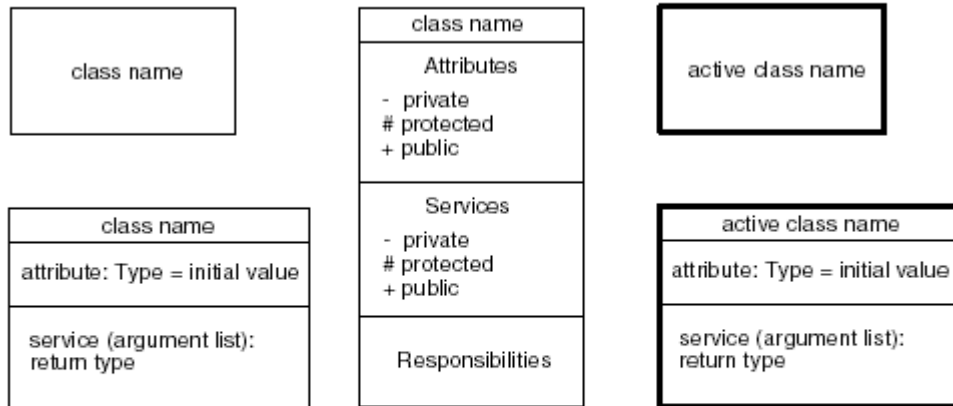 class name
class name
Attributes
- private
# protected
+ public
Services
- private
# protected
+ public
Responsibilities
active class name
class name
attribute: Type = initial value
service (argument list):
return type
active class name
attribute: Type = initial value
service (argument list):
return type